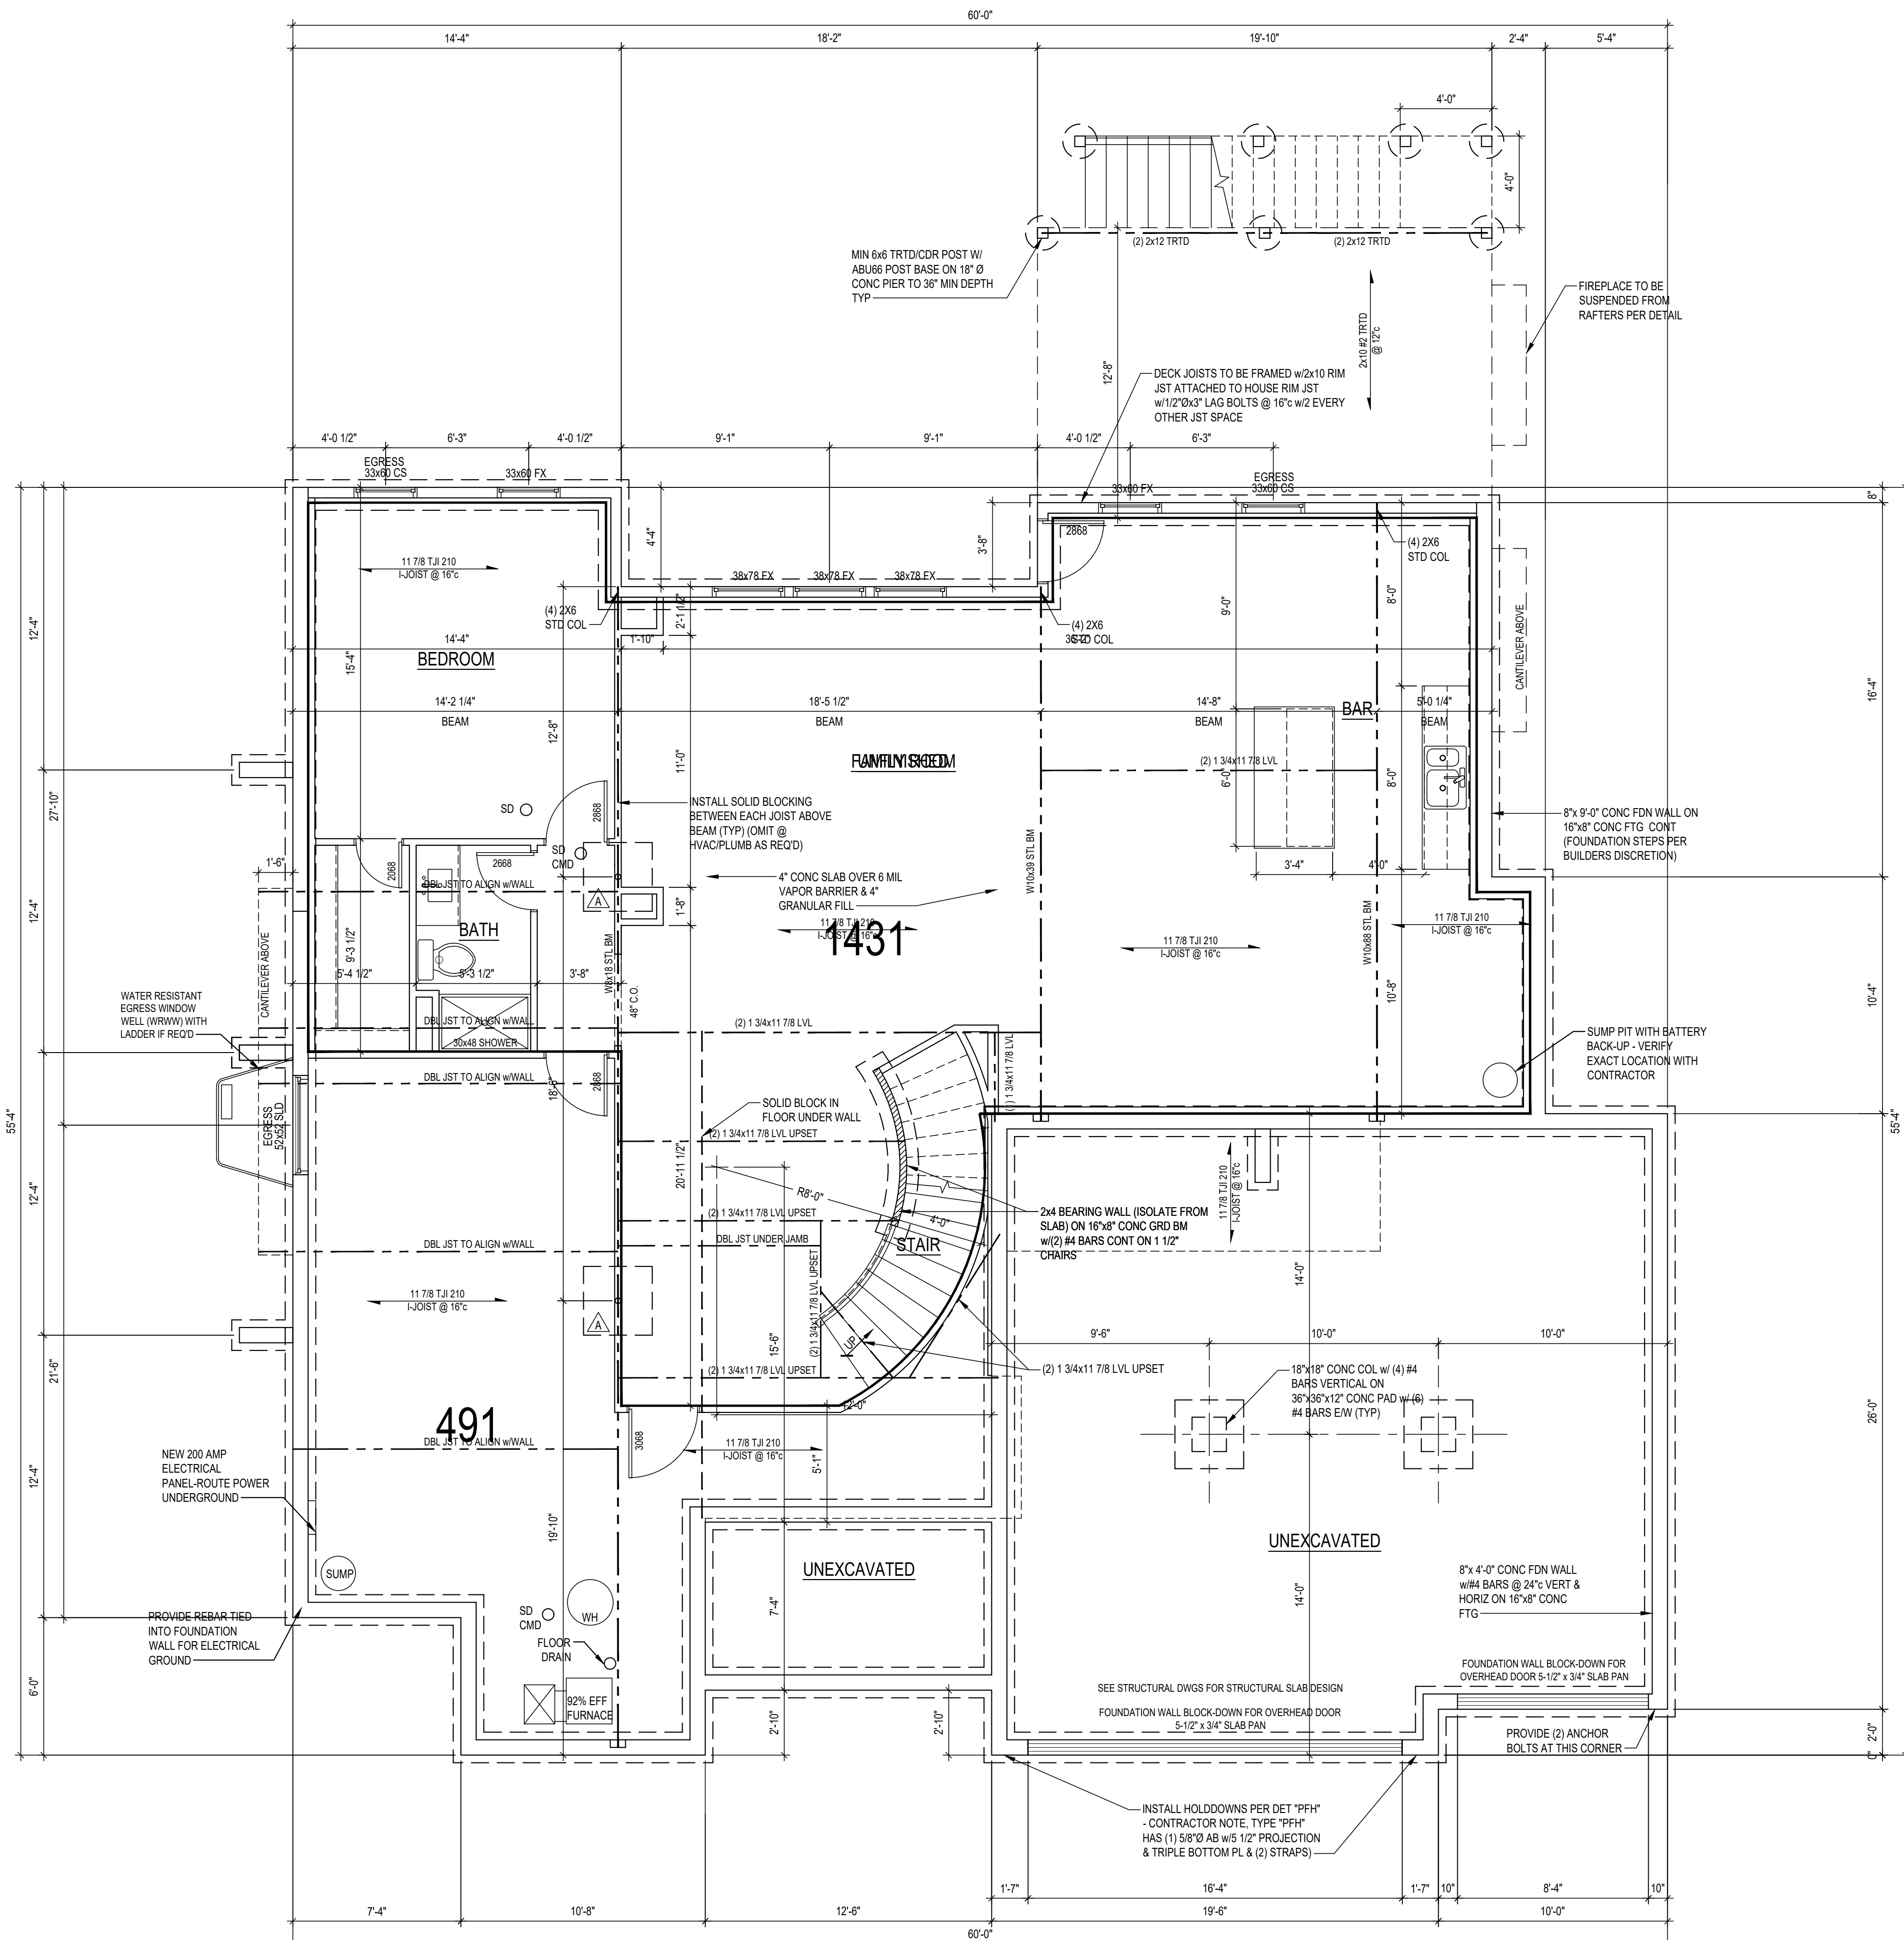 60'-0"
14'-4"
18'-2"
19'-10"
2'-4"
5'-4"
4'-0"
4'-0"
(2) 2x12 TRTD
(2) 2x12 TRTD
MIN 6x6 TRTD/CDR POST W/
ABU66 POST BASE ON 18" Ø
CONC PIER TO 36" MIN DEPTH
TYP
FIREPLACE TO BE
SUSPENDED FROM
RAFTERS PER DETAIL
2x10 #2 TRTD
@ 12"c
12'-8"
DECK JOISTS TO BE FRAMED w/2x10 RIM
JST ATTACHED TO HOUSE RIM JST
w/1/2"Øx3" LAG BOLTS @ 16"c w/2 EVERY
OTHER JST SPACE
4'-0 1/2"
6'-3"
4'-0 1/2"
9'-1"
9'-1"
4'-0 1/2"
6'-3"
EGRESS
33x60 CS
33x60 FX
33x60 FX
EGRESS
33x60 CS
8"
4'-4"
3'-8"
2868
(4) 2X6
STD COL
11 7/8 TJI 210
I-JOIST @ 16"c
38x78 FX
38x78 FX
38x78 FX
(4) 2X6
STD COL
2'-1 1/2"
1'-10"
(4) 2X6
STD COL
9'-0"
8'-0"
12'-4"
14'-4"
BEDROOM
15'-4"
CANTILEVER ABOVE
16'-4"
14'-2 1/4"
BEAM
18'-5 1/2"
BEAM
14'-8"
BEAM
BAR
5'-0 1/4"
BEAM
12'-8"
11'-0"
(2) 1 3/4x11 7/8 LVL
6'-0"
8'-0"
27'-10"
SD
2868
INSTALL SOLID BLOCKING
BETWEEN EACH JOIST ABOVE
BEAM (TYP) (OMIT @
HVAC/PLUMB AS REQ'D)
8"x 9'-0" CONC FDN WALL ON
16"x8" CONC FTG CONT
(FOUNDATION STEPS PER
BUILDERS DISCRETION)
W10x39 STL BM
SD
CMD
2068
2668
1'-6"
3'-4"
4'-0"
DBL JST TO ALIGN w/WALL
4" CONC SLAB OVER 6 MIL
VAPOR BARRIER & 4"
GRANULAR FILL
A
1'-8"
W10x88 STL BM
12'-4"
BATH
11 7/8 TJI 210
I-JOIST @ 16"c
1431
11 7/8 TJI 210
I-JOIST @ 16"c
11 7/8 TJI 210
I-JOIST @ 16"c
9'-3 1/2"
CANTILEVER ABOVE
5'-4 1/2"
5'-3 1/2"
3'-8"
W8x18 STL BM
48" C.O.
10'-8"
10'-4"
WATER RESISTANT
EGRESS WINDOW
WELL (WRWW) WITH
LADDER IF REQ'D
DBL JST TO ALIGN w/WALL
30x48 SHOWER
(2) 1 3/4x11 7/8 LVL
SUMP PIT WITH BATTERY
BACK-UP - VERIFY
EXACT LOCATION WITH
CONTRACTOR
DBL JST TO ALIGN w/WALL
18'-6"
2868
SOLID BLOCK IN
FLOOR UNDER WALL
55'-4"
EGRESS
52x52 SLD
(2) 1 3/4x11 7/8 LVL UPSET
55'-4"
12'-4"
20'-11 1/2"
R8'-0"
11 7/8 TJI 210
I-JOIST @ 16"c
(2) 1 3/4x11 7/8 LVL UPSET
4'-0"
2x4 BEARING WALL (ISOLATE FROM
SLAB) ON 16"x8" CONC GRD BM
w/(2) #4 BARS CONT ON 1 1/2"
CHAIRS
DBL JST TO ALIGN w/WALL
DBL JST UNDER JAMB
STAIR
14'-0"
11 7/8 TJI 210
I-JOIST @ 16"c
A
(2) 1 3/4x11 7/8 LVL UPSET
UP
15'-6"
9'-6"
10'-0"
10'-0"
(2) 1 3/4x11 7/8 LVL UPSET
(2) 1 3/4x11 7/8 LVL UPSET
18"x18" CONC COL w/ (4) #4
BARS VERTICAL ON
36"x36"x12" CONC PAD w/ (6)
#4 BARS E/W (TYP)
21'-6"
491
26'-0"
DBL JST TO ALIGN w/WALL
3068
11 7/8 TJI 210
I-JOIST @ 16"c
5'-1"
12'-4"
NEW 200 AMP
ELECTRICAL
PANEL-ROUTE POWER
UNDERGROUND
19'-10"
UNEXCAVATED
UNEXCAVATED
SUMP
8"x 4'-0" CONC FDN WALL
w/#4 BARS @ 24"c VERT &
HORIZ ON 16"x8" CONC
FTG
14'-0"
7'-4"
WH
SD
CMD
PROVIDE REBAR TIED
INTO FOUNDATION
WALL FOR ELECTRICAL
GROUND
FLOOR
DRAIN
6'-0"
92% EFF
FURNACE
FOUNDATION WALL BLOCK-DOWN FOR
OVERHEAD DOOR 5-1/2" x 3/4" SLAB PAN
SEE STRUCTURAL DWGS FOR STRUCTURAL SLAB DESIGN
FOUNDATION WALL BLOCK-DOWN FOR OVERHEAD DOOR
5-1/2" x 3/4" SLAB PAN
2'-10"
2'-10"
PROVIDE (2) ANCHOR
BOLTS AT THIS CORNER
2'-0"
0"
INSTALL HOLDDOWNS PER DET "PFH"
- CONTRACTOR NOTE, TYPE "PFH"
HAS (1) 5/8"Ø AB w/5 1/2" PROJECTION
& TRIPLE BOTTOM PL & (2) STRAPS)
1'-7"
16'-4"
1'-7"
10"
8'-4"
10"
7'-4"
10'-8"
12'-6"
19'-6"
10'-0"
60'-0"